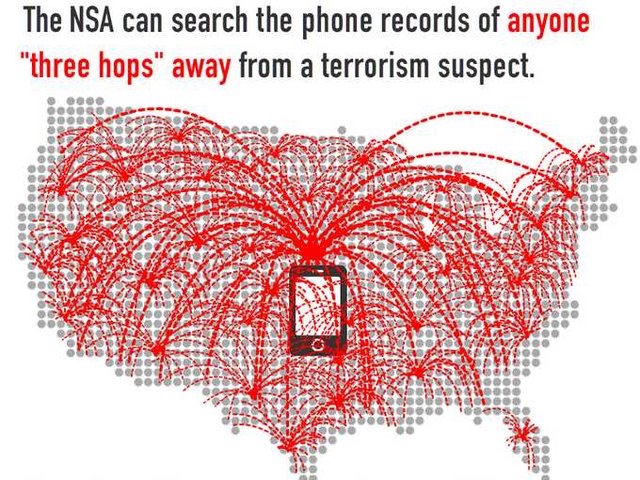 The NSA can search the phone records of anyone
"three hops" away from a terrorism suspect.